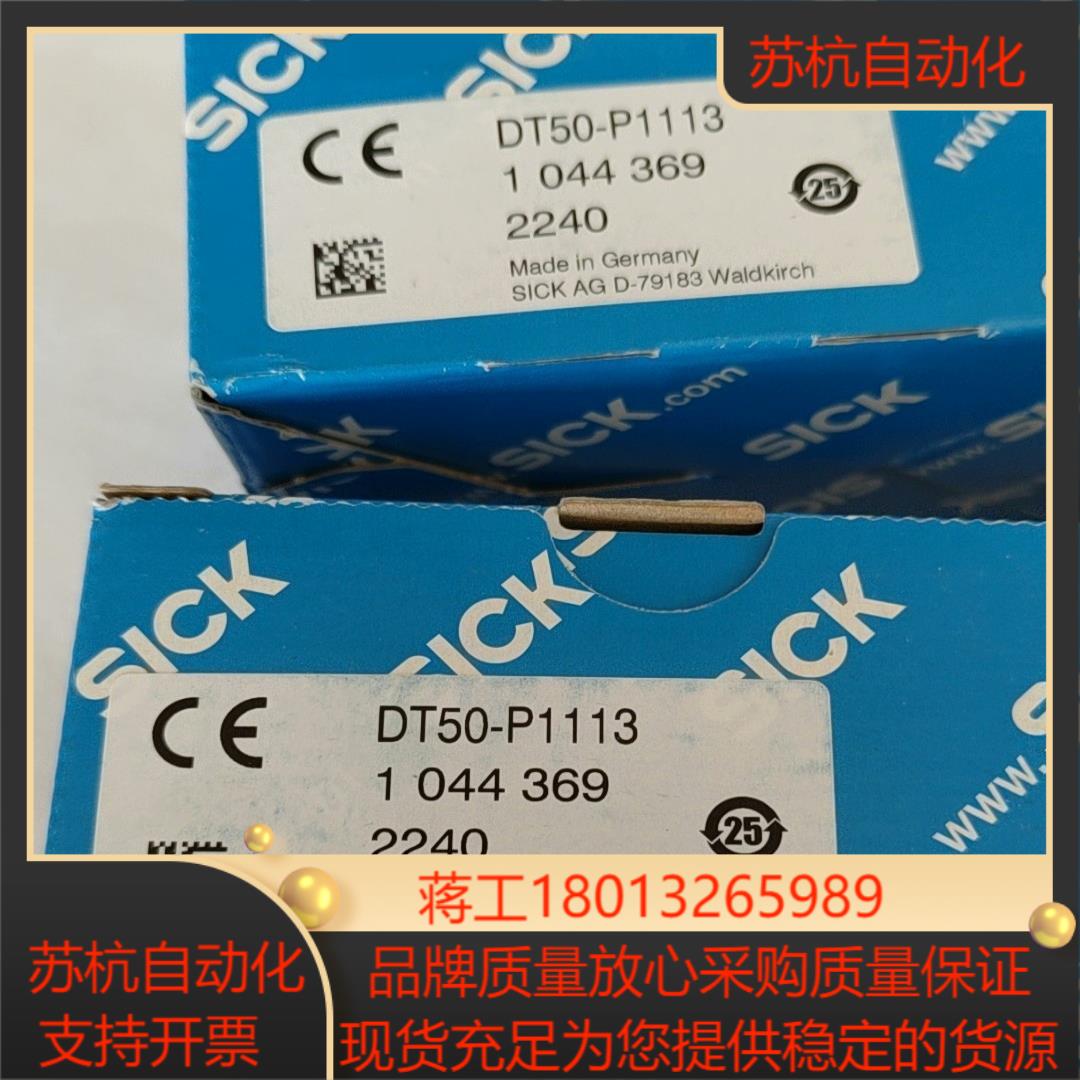 苏杭自动化
SICK
SICK
www.
CE
DT50-P1113
1 044 369
2240
25
Made in Germany
SICK AG D-79183 Waldkirch
SICK.com
SICK
SICK
SICK
SICK
CE
DT50-P1113
1 044 369
2240
25
www.
蒋工18013265989
苏杭自动化
支持开票
品牌质量放心采购质量保证
现货充足为您提供稳定的货源